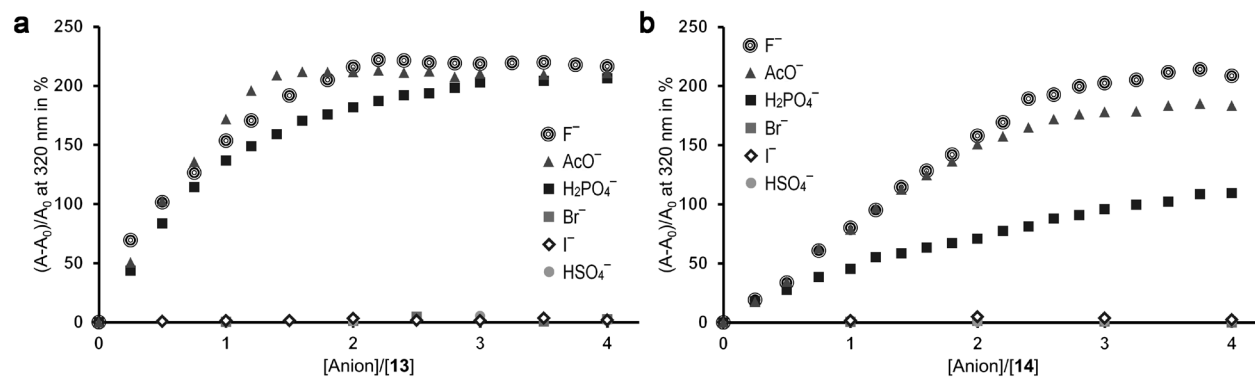 a
(A-A₀)/A₀ at 320 nm in %
250
200
150
100
50
0
0 1 2 3 4
[Anion]/[13]
F⁻
AcO⁻
H₂PO₄⁻
Br⁻
I⁻
HSO₄⁻
b
(A-A₀)/A₀ at 320 nm in %
250
200
150
100
50
0
0 1 2 3 4
[Anion]/[14]
F⁻
AcO⁻
H₂PO₄⁻
Br⁻
I⁻
HSO₄⁻